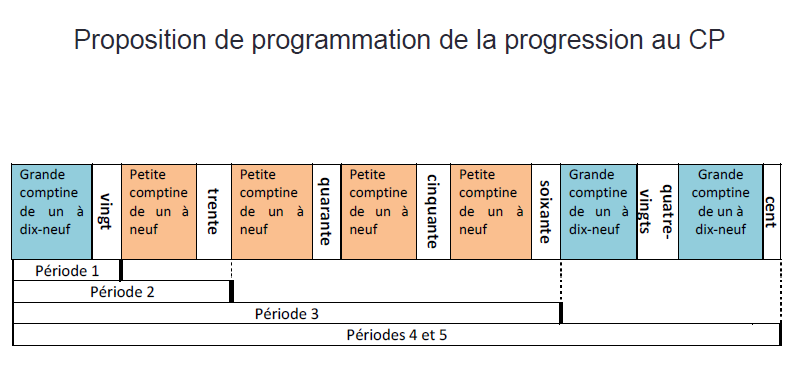 Proposition de programmation de la progression au CP
Grande
comptine
de un à
dix-neuf
vingt
Petite
comptine
de un à
neuf
trente
Petite
comptine
de un à
neuf
quarante
Petite
comptine
de un à
neuf
cinquante
Petite
comptine
de un à
neuf
soixante
Grande
comptine
de un à
dix-neuf
quatre-
vingts
Grande
comptine
de un à
dix-neuf
cent
Période 1
Période 2
Période 3
Périodes 4 et 5